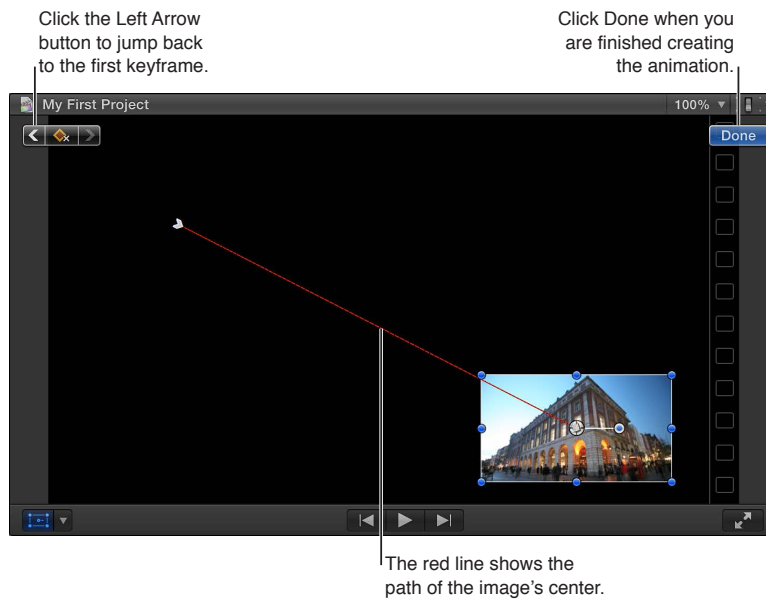 Click the Left Arrow
button to jump back
to the first keyframe.
Click Done when you
are finished creating
the animation.
My First Project
100%
Done
The red line shows the
path of the image’s center.